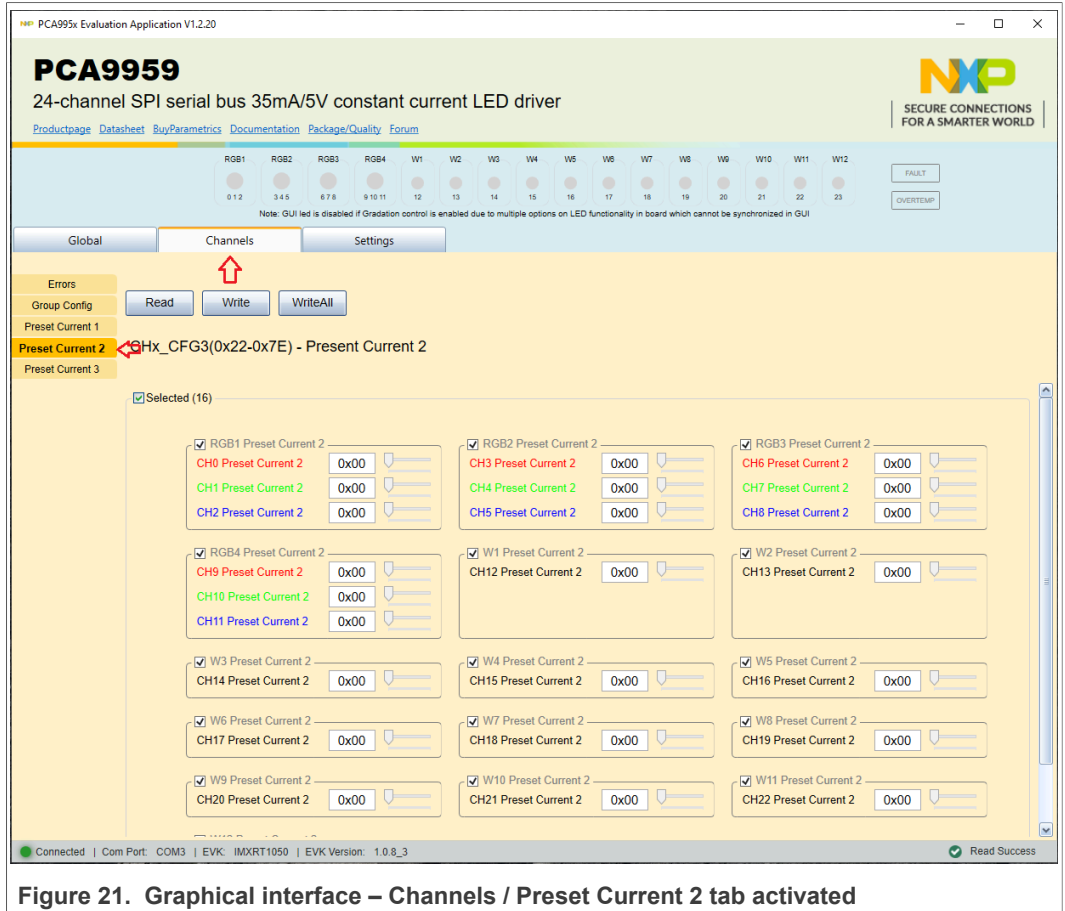 NXP PCA995x Evaluation Application V1.2.20
PCA9959
24-channel SPI serial bus 35mA/5V constant current LED driver
Productpage Datasheet BuyParametrics Documentation Package/Quality Forum
NXP
SECURE CONNECTIONS
FOR A SMARTER WORLD
RGB1 RGB2 RGB3 RGB4 W1 W2 W3 W4 W5 W6 W7 W8 W9 W10 W11 W12
0 1 2 3 4 5 6 7 8 9 10 11 12 13 14 15 16 17 18 19 20 21 22 23
Note: GUI led is disabled if Gradation control is enabled due to multiple options on LED functionality in board which cannot be synchronized in GUI
FAULT
OVERTEMP
Global Channels Settings
Errors
Group Config
Preset Current 1
Preset Current 2
Preset Current 3
Read Write WriteAll
CHx_CFG3(0x22-0x7E) - Present Current 2
Selected (16)
RGB1 Preset Current 2 RGB2 Preset Current 2 RGB3 Preset Current 2
CH0 Preset Current 2 0x00 CH3 Preset Current 2 0x00 CH6 Preset Current 2 0x00
CH1 Preset Current 2 0x00 CH4 Preset Current 2 0x00 CH7 Preset Current 2 0x00
CH2 Preset Current 2 0x00 CH5 Preset Current 2 0x00 CH8 Preset Current 2 0x00
RGB4 Preset Current 2 W1 Preset Current 2 W2 Preset Current 2
CH9 Preset Current 2 0x00 CH12 Preset Current 2 0x00 CH13 Preset Current 2 0x00
CH10 Preset Current 2 0x00
CH11 Preset Current 2 0x00
W3 Preset Current 2 W4 Preset Current 2 W5 Preset Current 2
CH14 Preset Current 2 0x00 CH15 Preset Current 2 0x00 CH16 Preset Current 2 0x00
W6 Preset Current 2 W7 Preset Current 2 W8 Preset Current 2
CH17 Preset Current 2 0x00 CH18 Preset Current 2 0x00 CH19 Preset Current 2 0x00
W9 Preset Current 2 W10 Preset Current 2 W11 Preset Current 2
CH20 Preset Current 2 0x00 CH21 Preset Current 2 0x00 CH22 Preset Current 2 0x00
Connected | Com Port: COM3 | EVK: IMXRT1050 | EVK Version: 1.0.8_3 Read Success
Figure 21. Graphical interface – Channels / Preset Current 2 tab activated